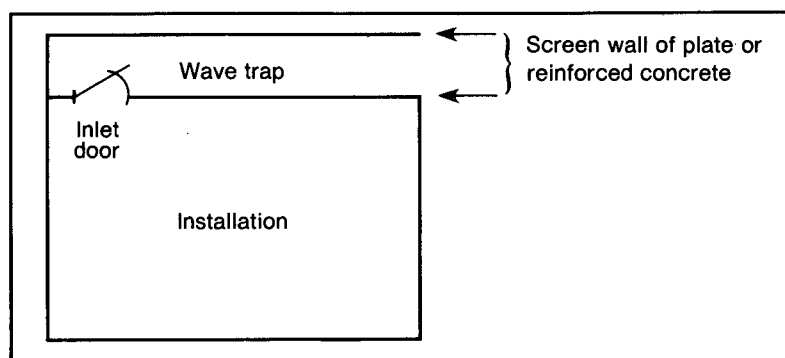 Screen wall of plate or
reinforced concrete
Wave trap
Inlet
door
Installation